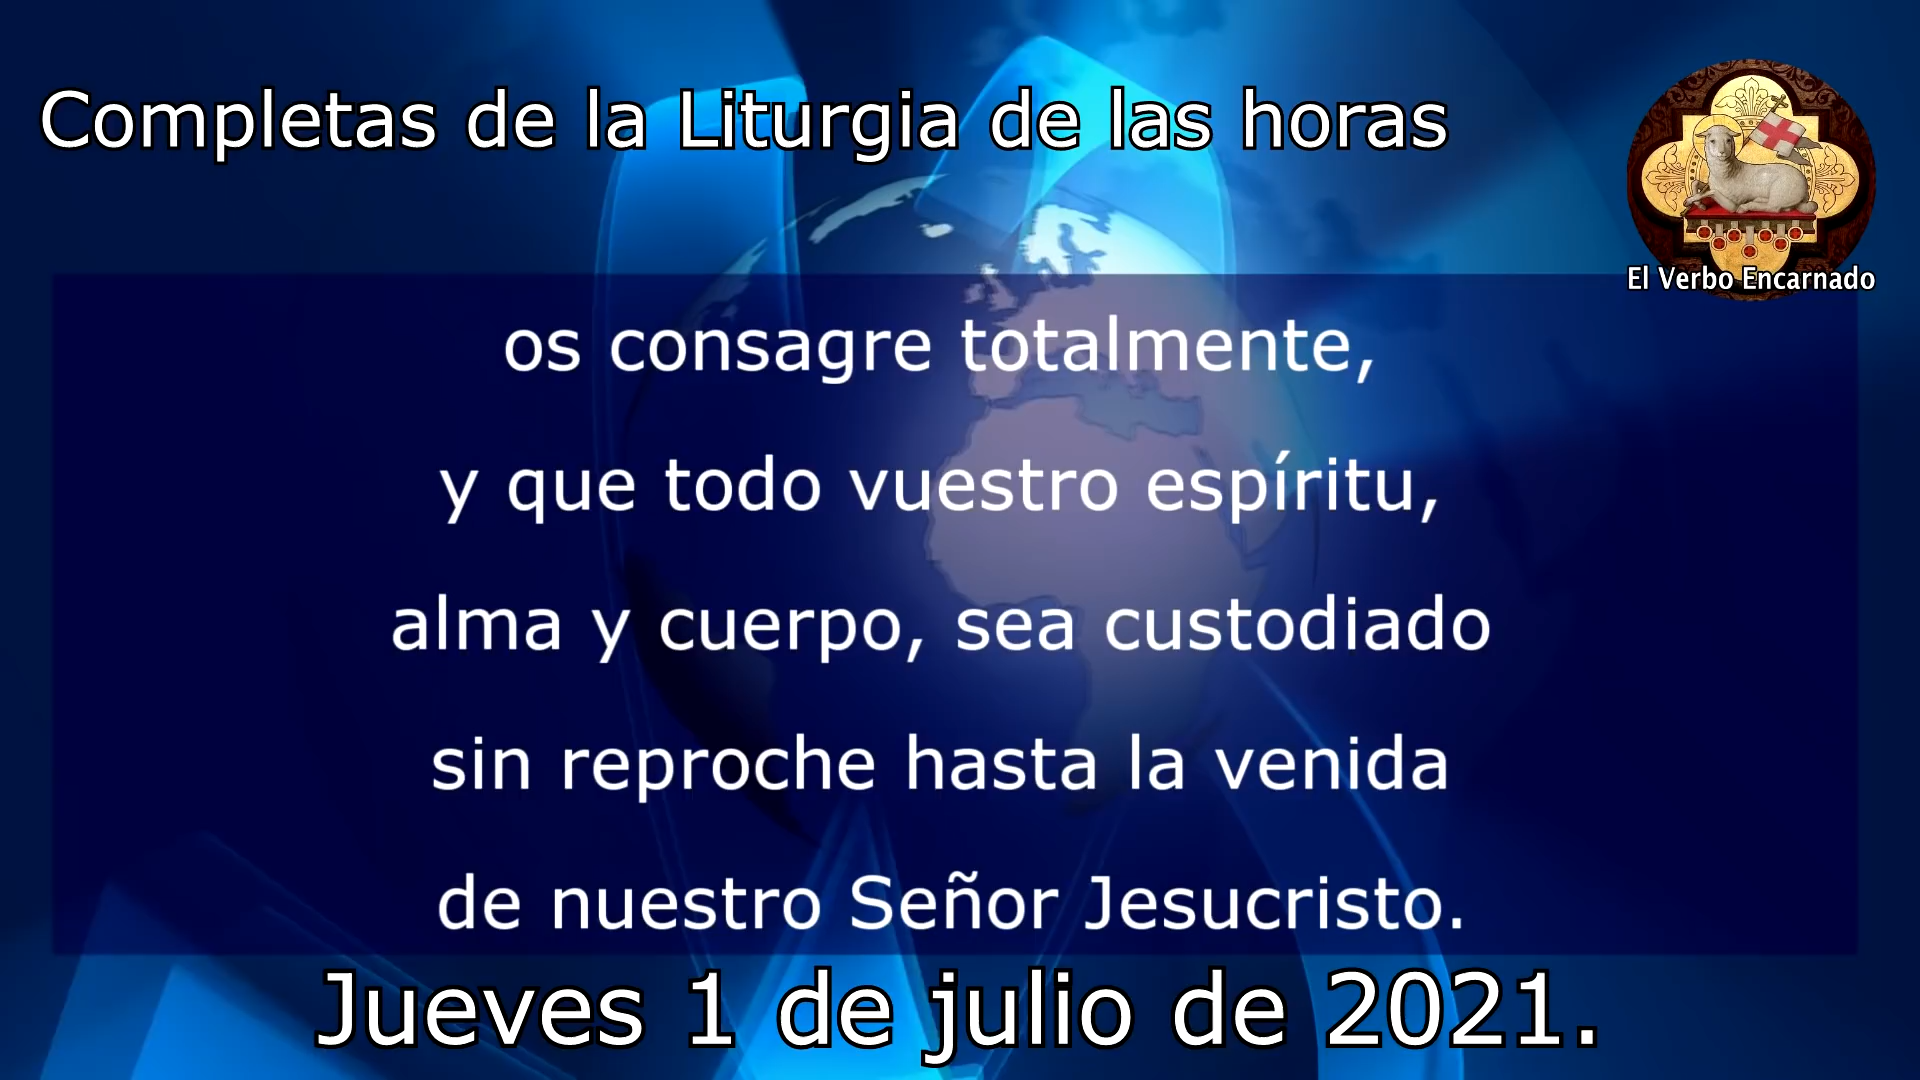 Completas de la Liturgia de las horas
El Verbo Encarnado
os consagre totalmente,
y que todo vuestro espíritu,
alma y cuerpo, sea custodiado
sin reproche hasta la venida
de nuestro Señor Jesucristo.
Jueves 1 de julio de 2021.